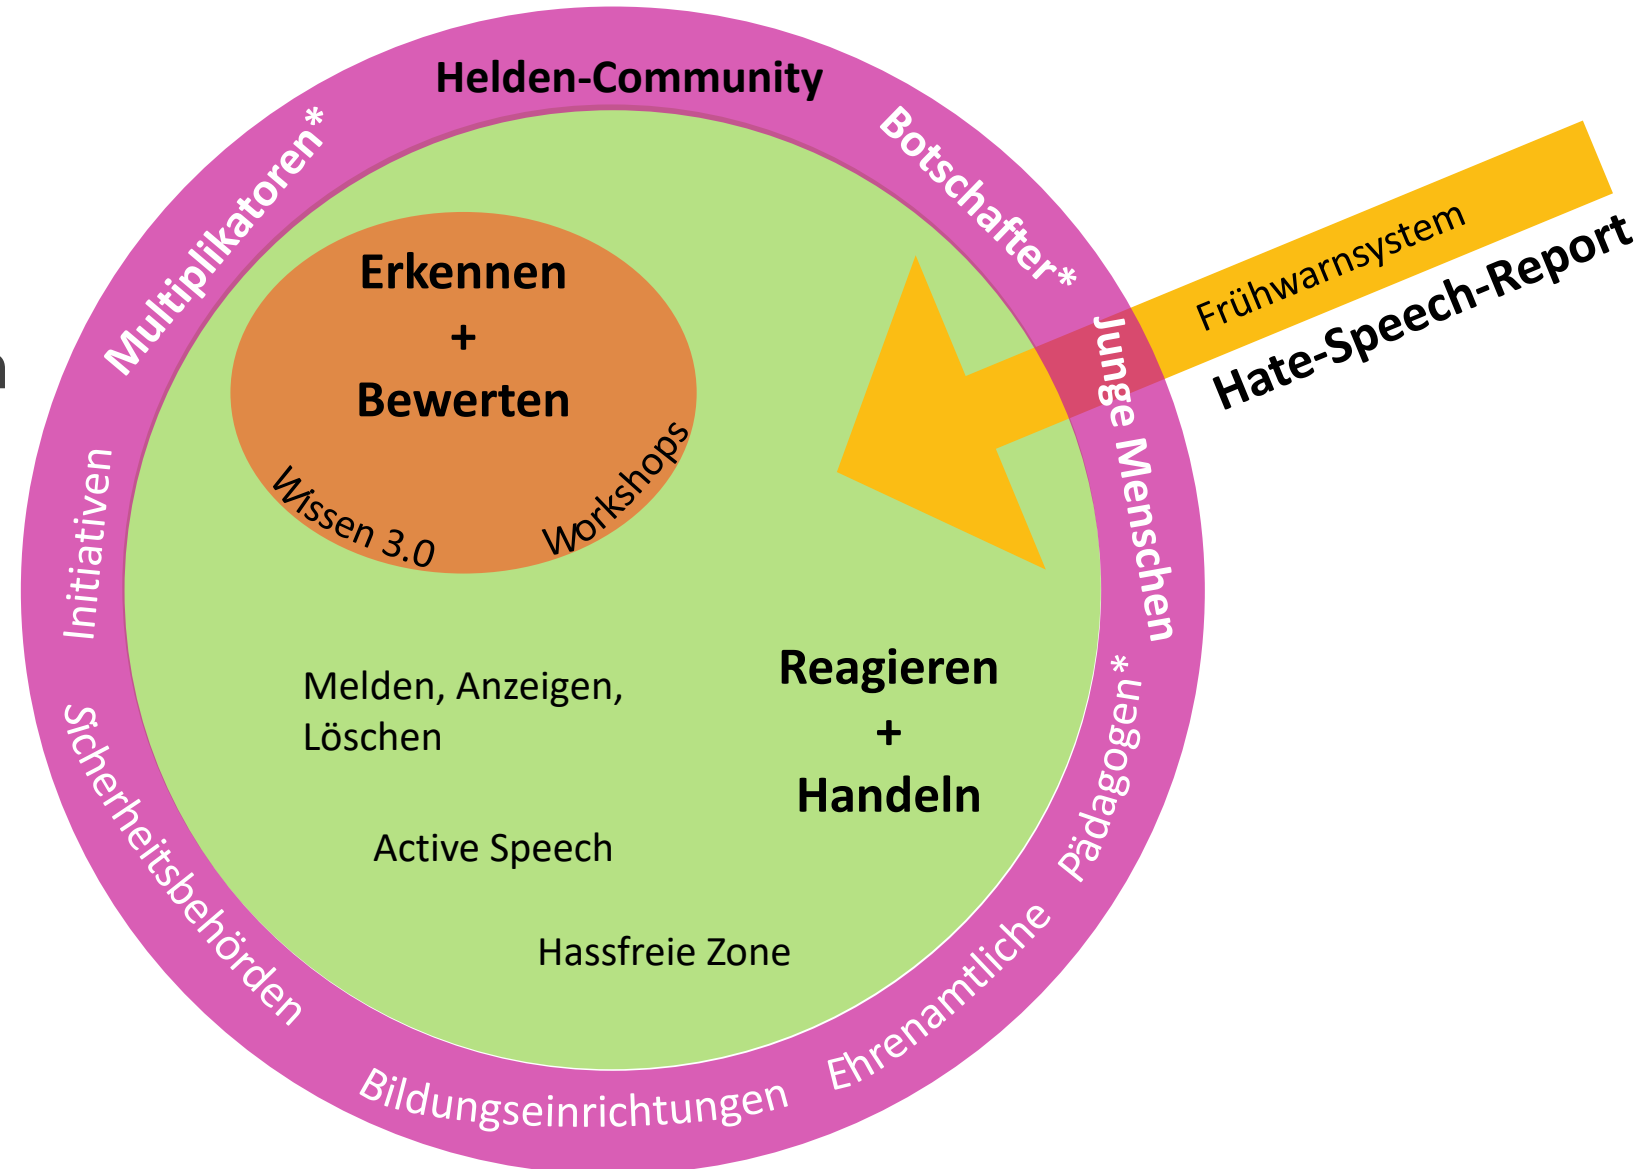 Helden-Community
Multiplikatoren*
Botschafter*
Junge Menschen
Pädagogen*
Ehrenamtliche
Bildungseinrichtungen
Sicherheitsbehörden
Initiativen
Frühwarnsystem
Hate-Speech-Report
Erkennen
+
Bewerten
Wissen 3.0
Workshops
Reagieren
+
Handeln
Melden, Anzeigen,
Löschen
Active Speech
Hassfreie Zone